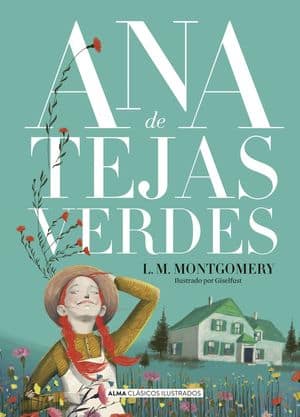 ANA
de
TEJAS
VERDES
L. M. MONTGOMERY
Ilustrado por Giselfust
ALMA CLÁSICOS ILUSTRADOS